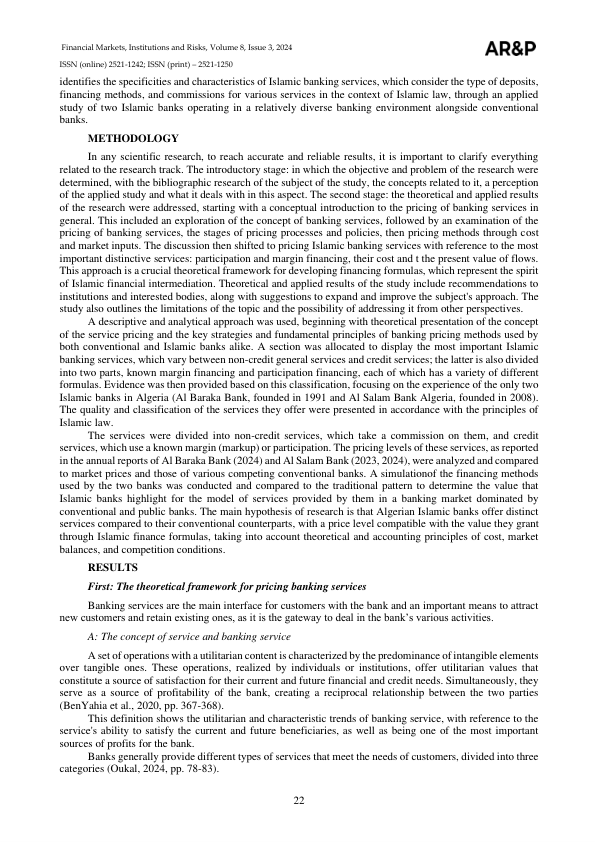 Financial Markets, Institutions and Risks, Volume 8, Issue 3, 2024
AR&P
ISSN (online) 2521-1242; ISSN (print) – 2521-1250
identifies the specificities and characteristics of Islamic banking services, which consider the type of deposits,
financing methods, and commissions for various services in the context of Islamic law, through an applied
study of two Islamic banks operating in a relatively diverse banking environment alongside conventional
banks.
METHODOLOGY
In any scientific research, to reach accurate and reliable results, it is important to clarify everything
related to the research track. The introductory stage: in which the objective and problem of the research were
determined, with the bibliographic research of the subject of the study, the concepts related to it, a perception
of the applied study and what it deals with in this aspect. The second stage: the theoretical and applied results
of the research were addressed, starting with a conceptual introduction to the pricing of banking services in
general. This included an exploration of the concept of banking services, followed by an examination of the
pricing of banking services, the stages of pricing processes and policies, then pricing methods through cost
and market inputs. The discussion then shifted to pricing Islamic banking services with reference to the most
important distinctive services: participation and margin financing, their cost and t the present value of flows.
This approach is a crucial theoretical framework for developing financing formulas, which represent the spirit
of Islamic financial intermediation. Theoretical and applied results of the study include recommendations to
institutions and interested bodies, along with suggestions to expand and improve the subject's approach. The
study also outlines the limitations of the topic and the possibility of addressing it from other perspectives.
A descriptive and analytical approach was used, beginning with theoretical presentation of the concept
of the service pricing and the key strategies and fundamental principles of banking pricing methods used by
both conventional and Islamic banks alike. A section was allocated to display the most important Islamic
banking services, which vary between non-credit general services and credit services; the latter is also divided
into two parts, known margin financing and participation financing, each of which has a variety of different
formulas. Evidence was then provided based on this classification, focusing on the experience of the only two
Islamic banks in Algeria (Al Baraka Bank, founded in 1991 and Al Salam Bank Algeria, founded in 2008).
The quality and classification of the services they offer were presented in accordance with the principles of
Islamic law.
The services were divided into non-credit services, which take a commission on them, and credit
services, which use a known margin (markup) or participation. The pricing levels of these services, as reported
in the annual reports of Al Baraka Bank (2024) and Al Salam Bank (2023, 2024), were analyzed and compared
to market prices and those of various competing conventional banks. A simulationof the financing methods
used by the two banks was conducted and compared to the traditional pattern to determine the value that
Islamic banks highlight for the model of services provided by them in a banking market dominated by
conventional and public banks. The main hypothesis of research is that Algerian Islamic banks offer distinct
services compared to their conventional counterparts, with a price level compatible with the value they grant
through Islamic finance formulas, taking into account theoretical and accounting principles of cost, market
balances, and competition conditions.
RESULTS
First: The theoretical framework for pricing banking services
Banking services are the main interface for customers with the bank and an important means to attract
new customers and retain existing ones, as it is the gateway to deal in the bank's various activities.
A: The concept of service and banking service
A set of operations with a utilitarian content is characterized by the predominance of intangible elements
over tangible ones. These operations, realized by individuals or institutions, offer utilitarian values that
constitute a source of satisfaction for their current and future financial and credit needs. Simultaneously, they
serve as a source of profitability of the bank, creating a reciprocal relationship between the two parties
(BenYahia et al., 2020, pp. 367-368).
This definition shows the utilitarian and characteristic trends of banking service, with reference to the
service's ability to satisfy the current and future beneficiaries, as well as being one of the most important
sources of profits for the bank.
Banks generally provide different types of services that meet the needs of customers, divided into three
categories (Oukal, 2024, pp. 78-83).
22